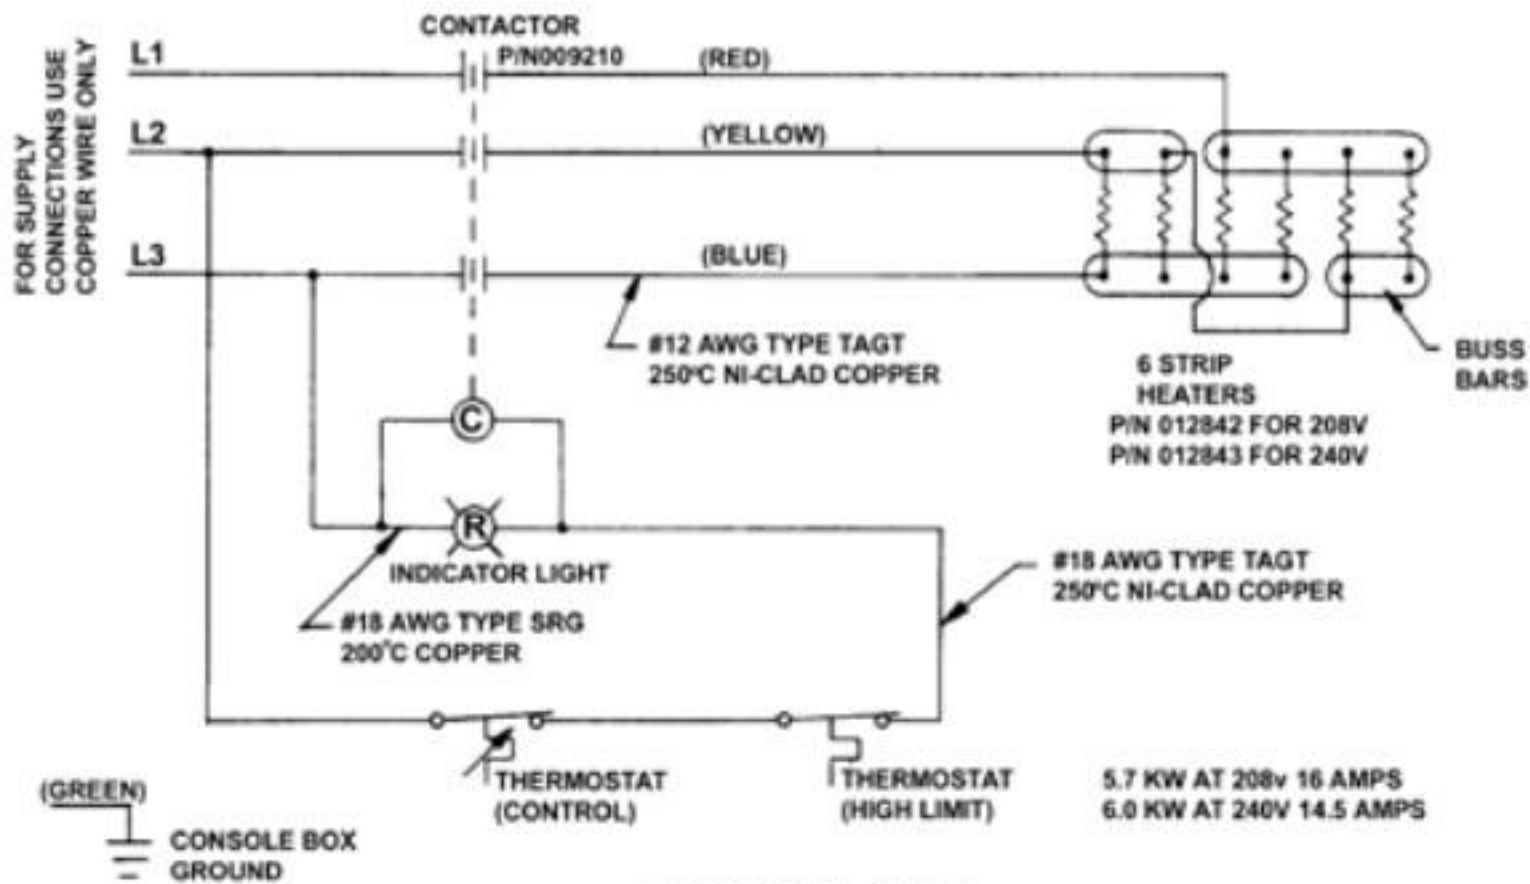 CONTACTOR
P/N009210
FOR SUPPLY
CONNECTIONS USE
COPPER WIRE ONLY
L1
(RED)
L2
(YELLOW)
L3
(BLUE)
#12 AWG TYPE TAGT
250°C NI-CLAD COPPER
6 STRIP
HEATERS
P/N 012842 FOR 208V
P/N 012843 FOR 240V
BUSS
BARS
C
R
INDICATOR LIGHT
#18 AWG TYPE SRG
200°C COPPER
#18 AWG TYPE TAGT
250°C NI-CLAD COPPER
THERMOSTAT
(CONTROL)
THERMOSTAT
(HIGH LIMIT)
5.7 KW AT 208v 16 AMPS
6.0 KW AT 240V 14.5 AMPS
(GREEN)
CONSOLE BOX
GROUND